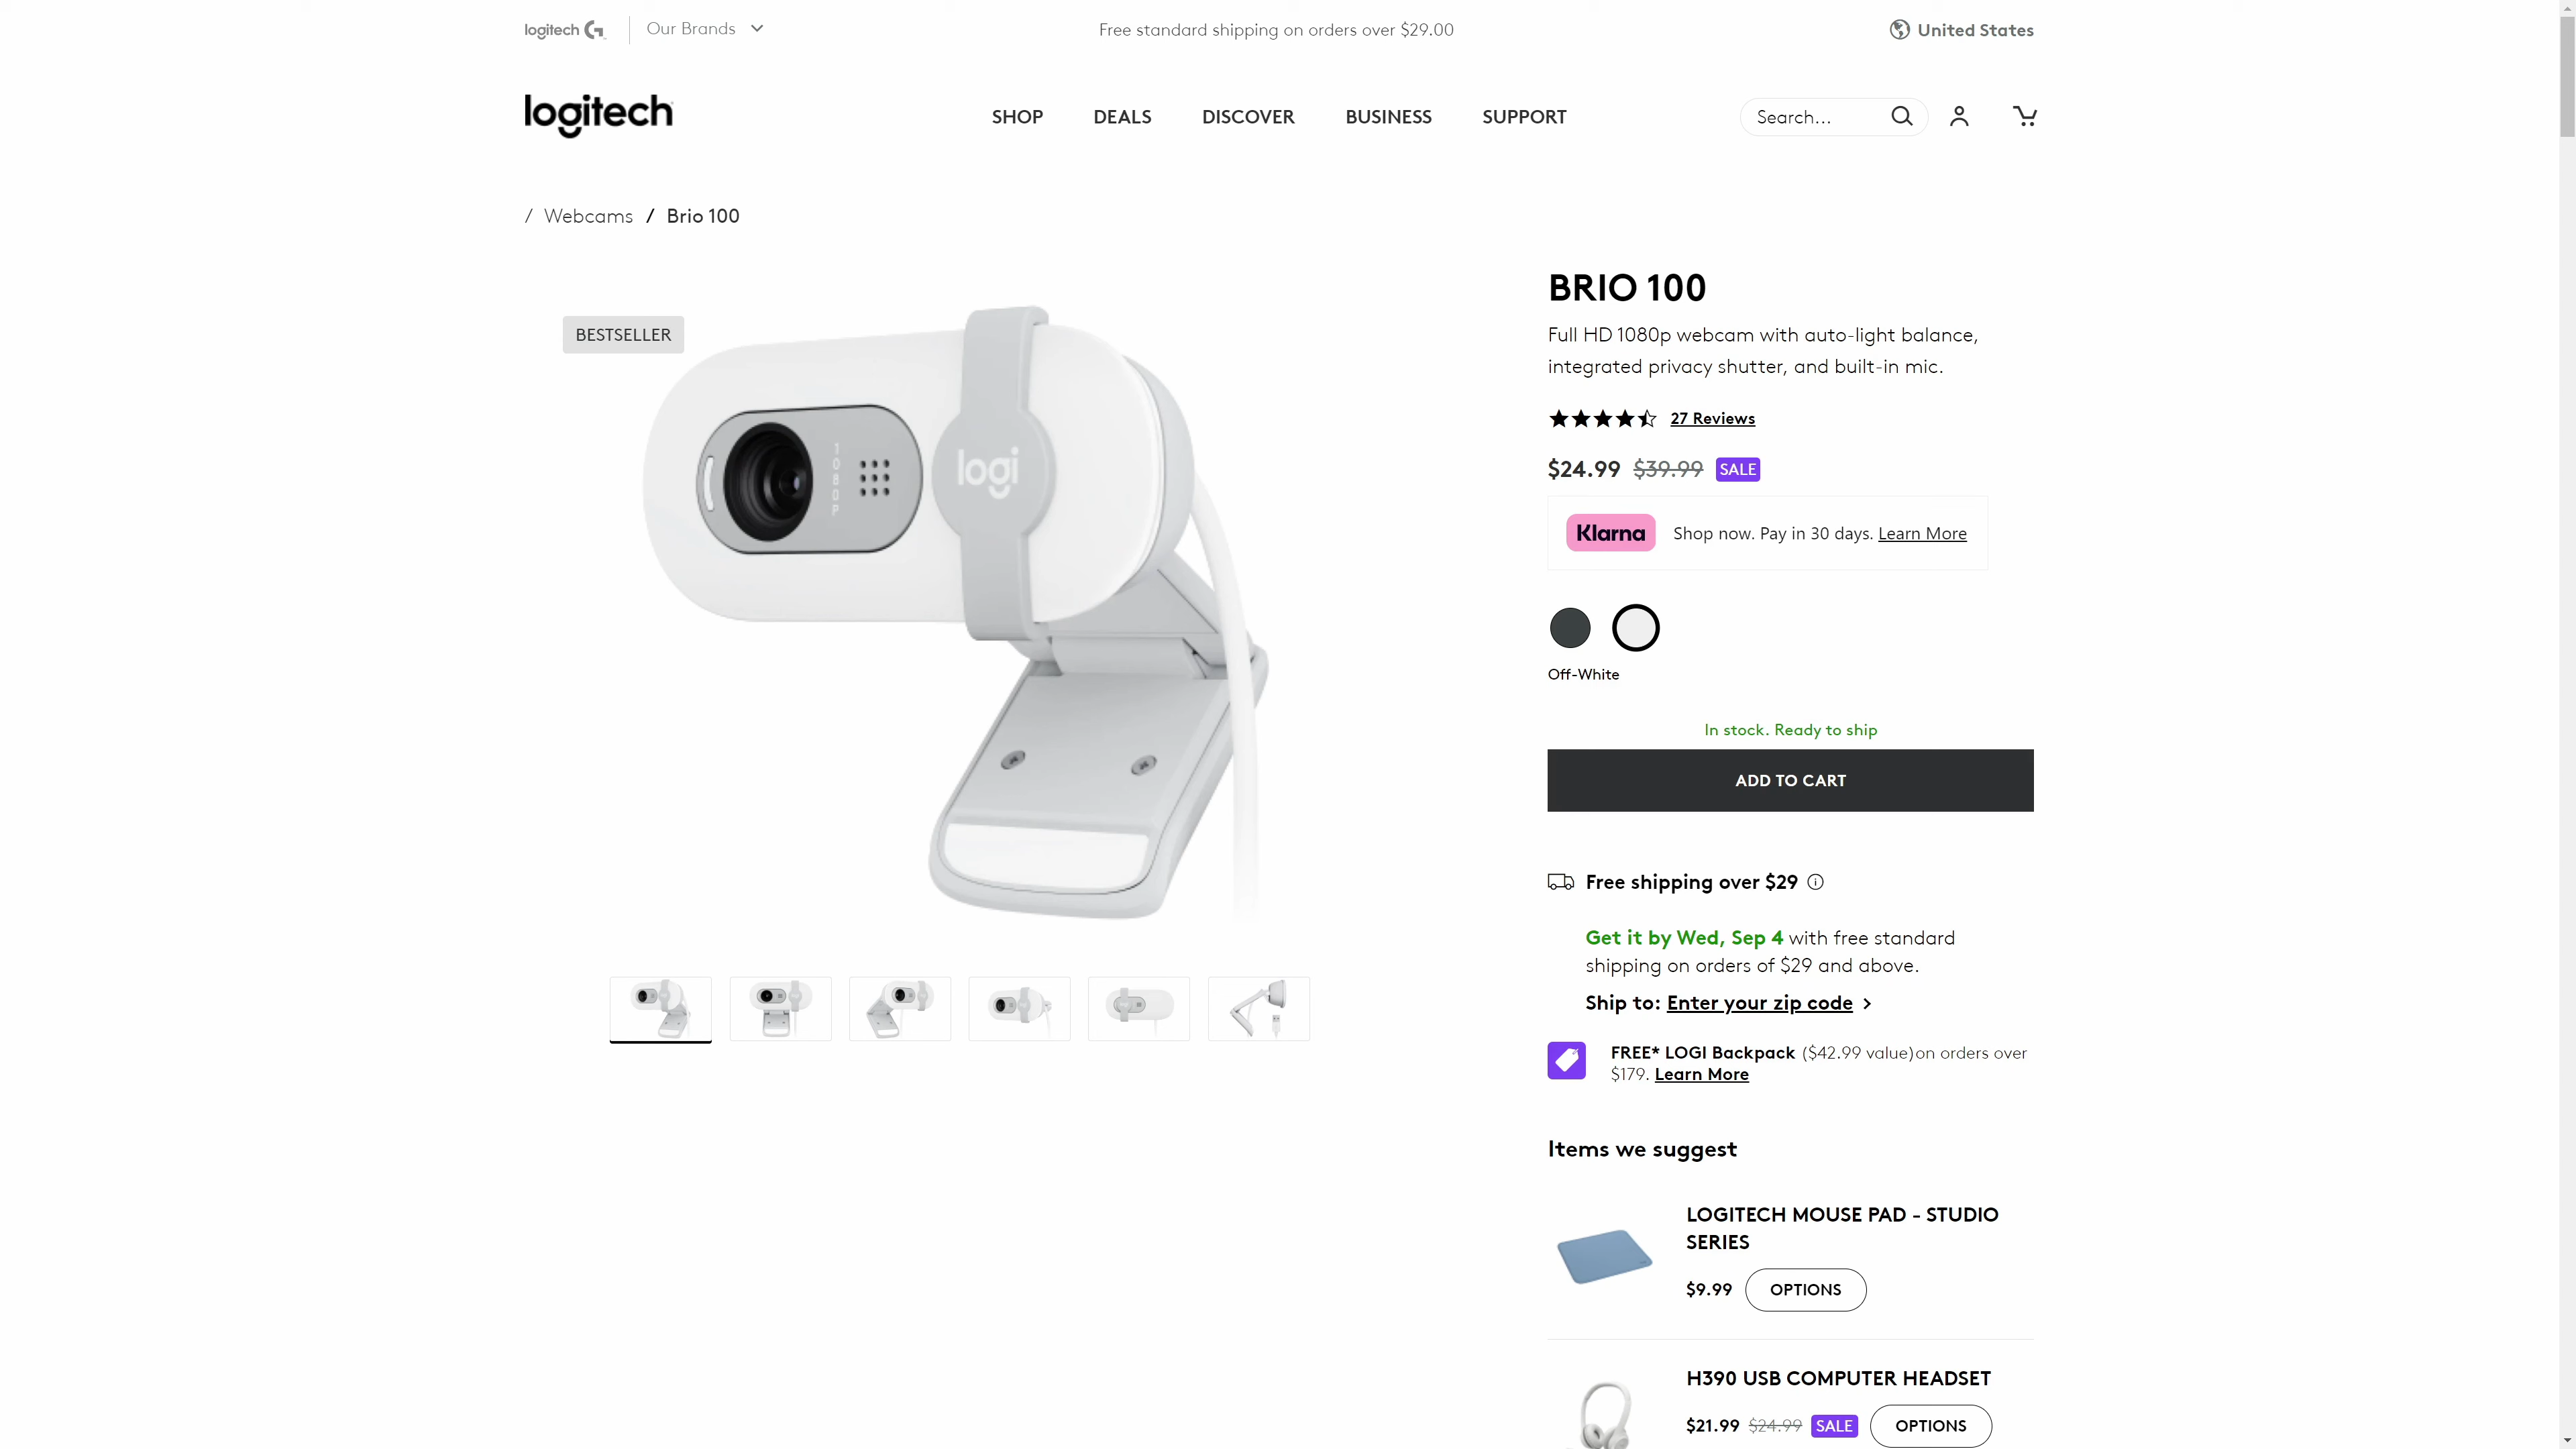 logitech G
Our Brands
Free standard shipping on orders over $29.00
United States
logitech
SHOP
DEALS
DISCOVER
BUSINESS
SUPPORT
Search...
/ Webcams / Brio 100
BESTSELLER
1080P
logi
BRIO 100
Full HD 1080p webcam with auto-light balance,
integrated privacy shutter, and built-in mic.
27 Reviews
$24.99 $39.99 SALE
Klarna Shop now. Pay in 30 days. Learn More
Off-White
In stock. Ready to ship
ADD TO CART
Free shipping over $29
Get it by Wed, Sep 4 with free standard
shipping on orders of $29 and above.
Ship to: Enter your zip code
FREE* LOGI Backpack ($42.99 value)on orders over
$179. Learn More
Items we suggest
LOGITECH MOUSE PAD - STUDIO
SERIES
$9.99 OPTIONS
H390 USB COMPUTER HEADSET
$21.99 $24.99 SALE OPTIONS